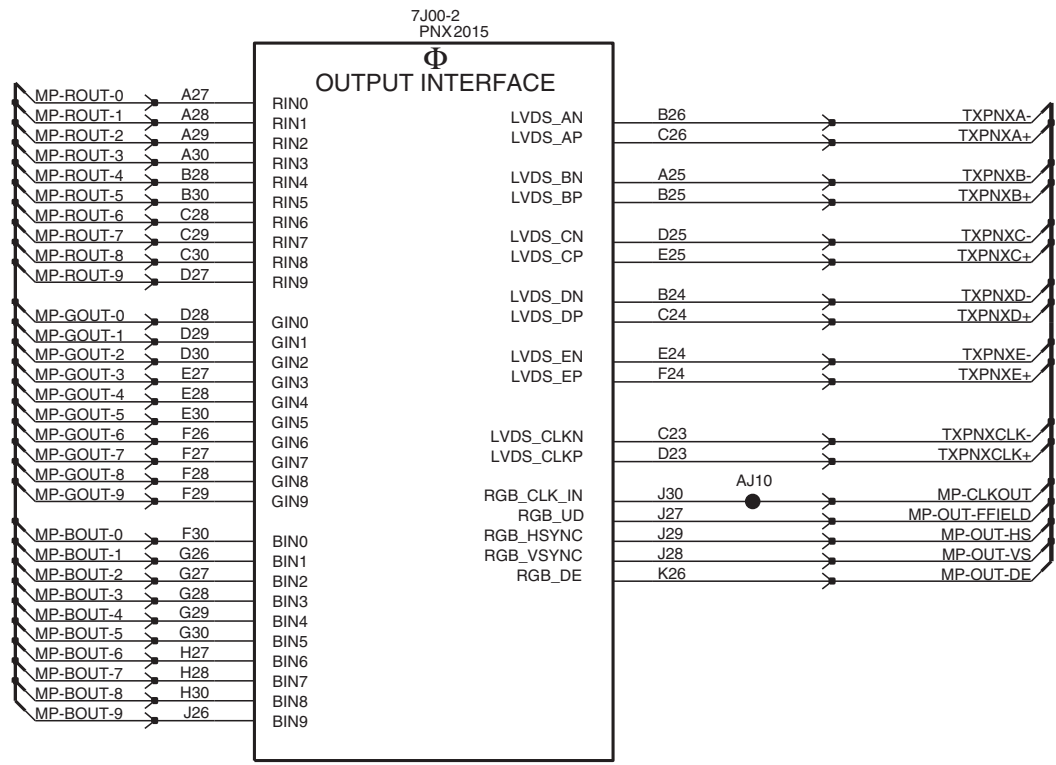 7J00-2
PNX2015
Φ
OUTPUT INTERFACE
MP-ROUT-0 A27 RIN0
MP-ROUT-1 A28 RIN1
MP-ROUT-2 A29 RIN2
MP-ROUT-3 A30 RIN3
MP-ROUT-4 B28 RIN4
MP-ROUT-5 B30 RIN5
MP-ROUT-6 C28 RIN6
MP-ROUT-7 C29 RIN7
MP-ROUT-8 C30 RIN8
MP-ROUT-9 D27 RIN9
MP-GOUT-0 D28 GIN0
MP-GOUT-1 D29 GIN1
MP-GOUT-2 D30 GIN2
MP-GOUT-3 E27 GIN3
MP-GOUT-4 E28 GIN4
MP-GOUT-5 E30 GIN5
MP-GOUT-6 F26 GIN6
MP-GOUT-7 F27 GIN7
MP-GOUT-8 F28 GIN8
MP-GOUT-9 F29 GIN9
MP-BOUT-0 F30 BIN0
MP-BOUT-1 G26 BIN1
MP-BOUT-2 G27 BIN2
MP-BOUT-3 G28 BIN3
MP-BOUT-4 G29 BIN4
MP-BOUT-5 G30 BIN5
MP-BOUT-6 H27 BIN6
MP-BOUT-7 H28 BIN7
MP-BOUT-8 H30 BIN8
MP-BOUT-9 J26 BIN9
LVDS_AN B26 TXPNXA-
LVDS_AP C26 TXPNXA+
LVDS_BN A25 TXPNXB-
LVDS_BP B25 TXPNXB+
LVDS_CN D25 TXPNXC-
LVDS_CP E25 TXPNXC+
LVDS_DN B24 TXPNXD-
LVDS_DP C24 TXPNXD+
LVDS_EN E24 TXPNXE-
LVDS_EP F24 TXPNXE+
LVDS_CLKN C23 TXPNXCLK-
LVDS_CLKP D23 TXPNXCLK+
AJ10
RGB_CLK_IN J30 MP-CLKOUT
RGB_UD J27 MP-OUT-FFIELD
RGB_HSYNC J29 MP-OUT-HS
RGB_VSYNC J28 MP-OUT-VS
RGB_DE K26 MP-OUT-DE